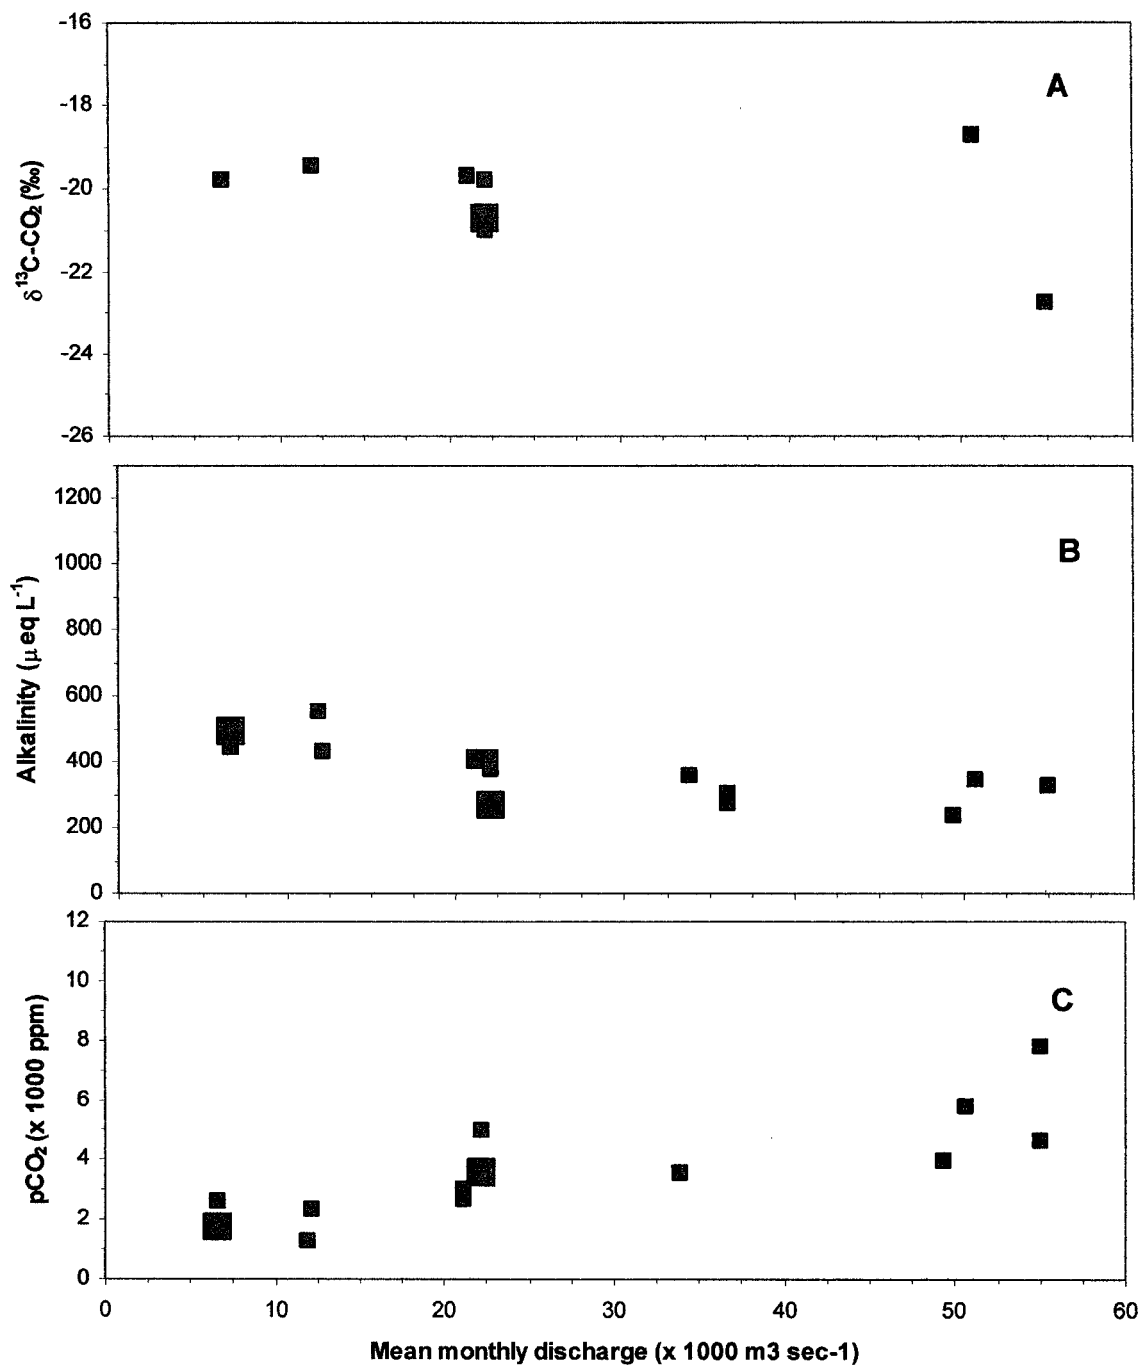 -16
-18
-20
-22
-24
-26
δ¹³C-CO₂ (‰)
A
1200
1000
800
600
400
200
0
Alkalinity (μeq L⁻¹)
B
12
10
8
6
4
2
0
pCO₂ (x 1000 ppm)
C
0 10 20 30 40 50 60
Mean monthly discharge (x 1000 m3 sec-1)